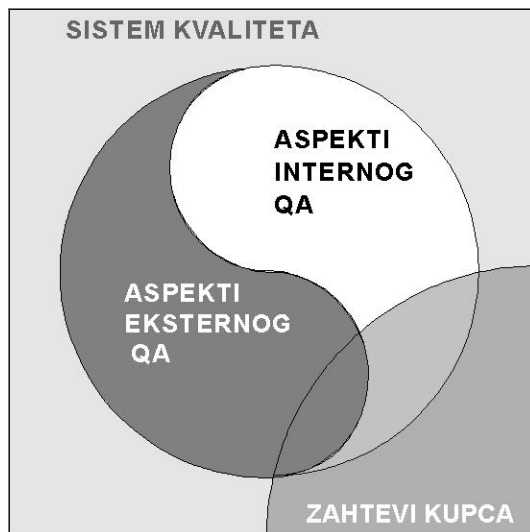 SISTEM KVALITETA
ASPEKTI
INTERNOG
QA
ASPEKTI
EKSTERNOG
QA
ZAHTEVI KUPCA